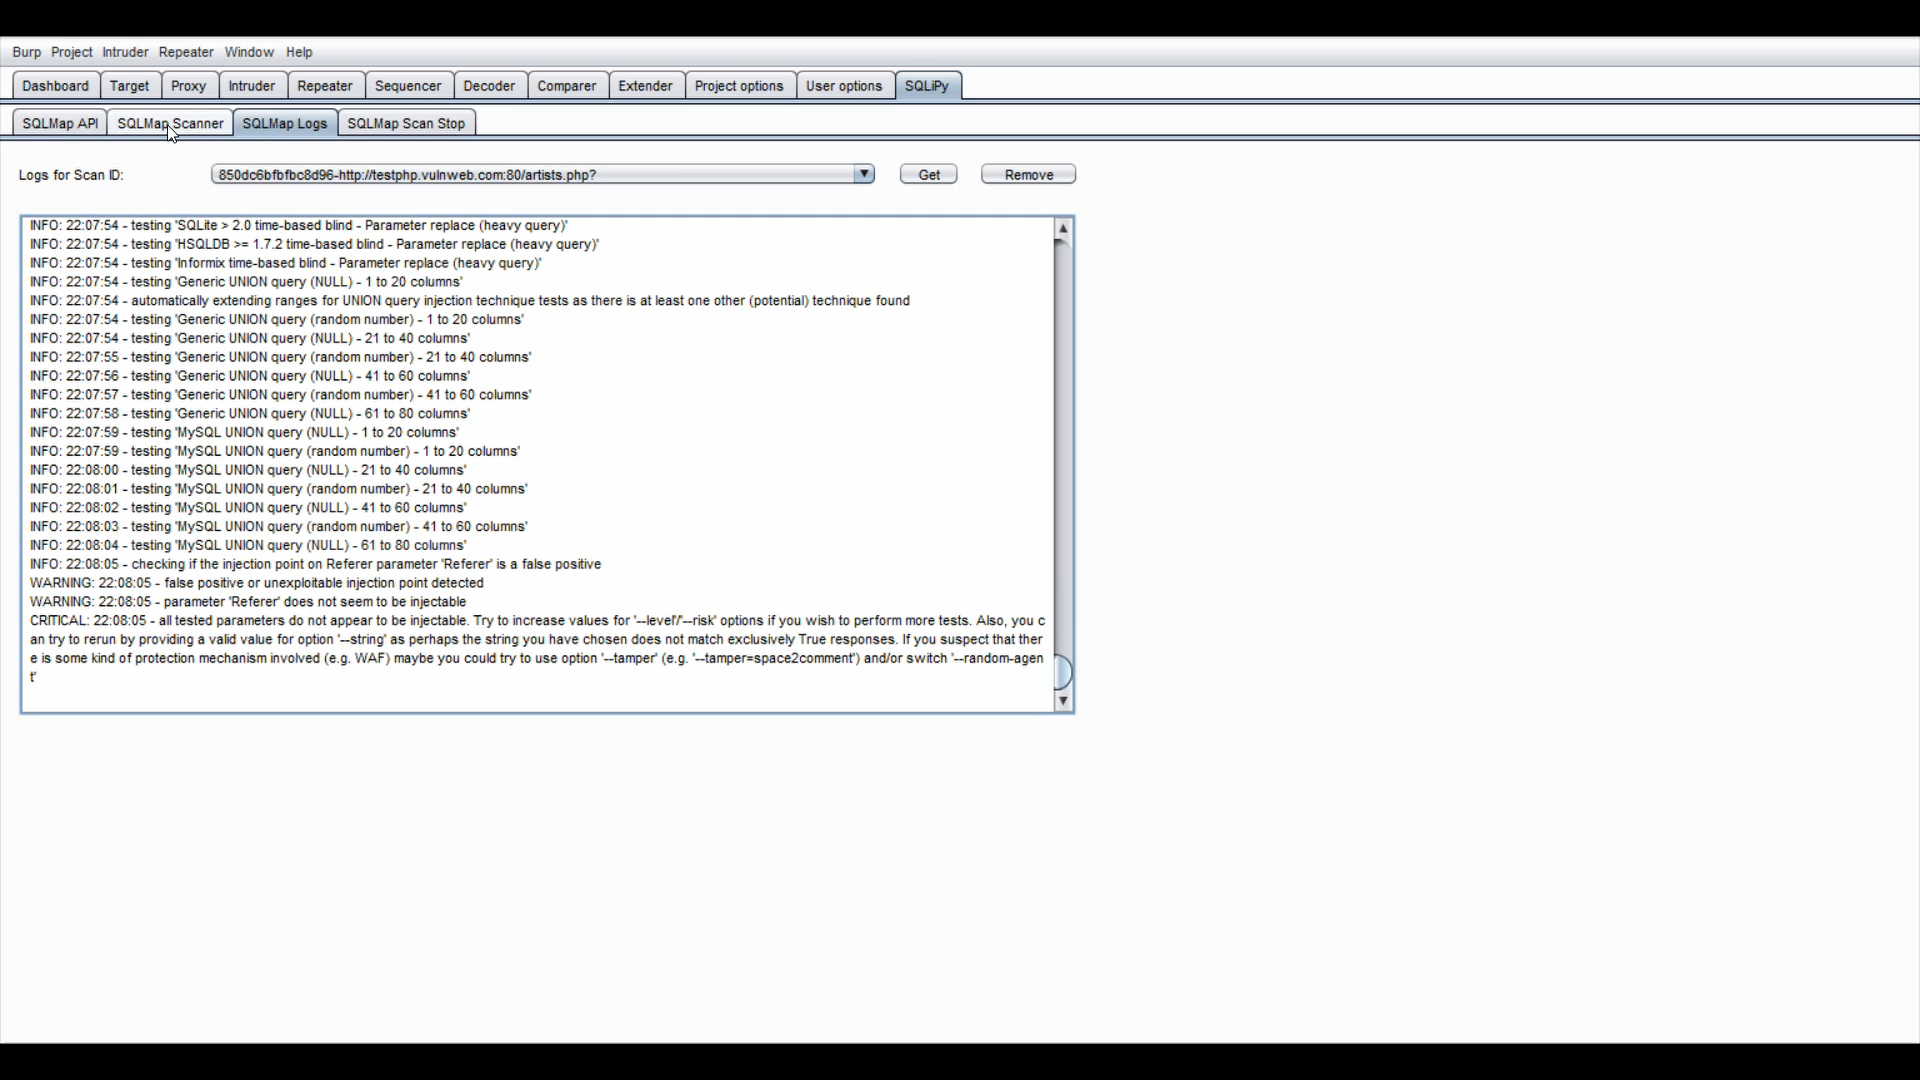 Burp Project Intruder Repeater Window Help
Dashboard Target Proxy Intruder Repeater Sequencer Decoder Comparer Extender Project options User options SQLiPy
SQLMap API SQLMap Scanner SQLMap Logs SQLMap Scan Stop
Logs for Scan ID: 850dc6bfbfbc8d96-http://testphp.vulnweb.com:80/artists.php? Get Remove
INFO: 22:07:54 - testing 'SQLite > 2.0 time-based blind - Parameter replace (heavy query)'
INFO: 22:07:54 - testing 'HSQLDB >= 1.7.2 time-based blind - Parameter replace (heavy query)'
INFO: 22:07:54 - testing 'Informix time-based blind - Parameter replace (heavy query)'
INFO: 22:07:54 - testing 'Generic UNION query (NULL) - 1 to 20 columns'
INFO: 22:07:54 - automatically extending ranges for UNION query injection technique tests as there is at least one other (potential) technique found
INFO: 22:07:54 - testing 'Generic UNION query (random number) - 1 to 20 columns'
INFO: 22:07:54 - testing 'Generic UNION query (NULL) - 21 to 40 columns'
INFO: 22:07:55 - testing 'Generic UNION query (random number) - 21 to 40 columns'
INFO: 22:07:56 - testing 'Generic UNION query (NULL) - 41 to 60 columns'
INFO: 22:07:57 - testing 'Generic UNION query (random number) - 41 to 60 columns'
INFO: 22:07:58 - testing 'Generic UNION query (NULL) - 61 to 80 columns'
INFO: 22:07:59 - testing 'MySQL UNION query (NULL) - 1 to 20 columns'
INFO: 22:07:59 - testing 'MySQL UNION query (random number) - 1 to 20 columns'
INFO: 22:08:00 - testing 'MySQL UNION query (NULL) - 21 to 40 columns'
INFO: 22:08:01 - testing 'MySQL UNION query (random number) - 21 to 40 columns'
INFO: 22:08:02 - testing 'MySQL UNION query (NULL) - 41 to 60 columns'
INFO: 22:08:03 - testing 'MySQL UNION query (random number) - 41 to 60 columns'
INFO: 22:08:04 - testing 'MySQL UNION query (NULL) - 61 to 80 columns'
INFO: 22:08:05 - checking if the injection point on Referer parameter 'Referer' is a false positive
WARNING: 22:08:05 - false positive or unexploitable injection point detected
WARNING: 22:08:05 - parameter 'Referer' does not seem to be injectable
CRITICAL: 22:08:05 - all tested parameters do not appear to be injectable. Try to increase values for '--level'/'--risk' options if you wish to perform more tests. Also, you c
an try to rerun by providing a valid value for option '--string' as perhaps the string you have chosen does not match exclusively True responses. If you suspect that ther
e is some kind of protection mechanism involved (e.g. WAF) maybe you could try to use option '--tamper' (e.g. '--tamper=space2comment') and/or switch '--random-agen
t'